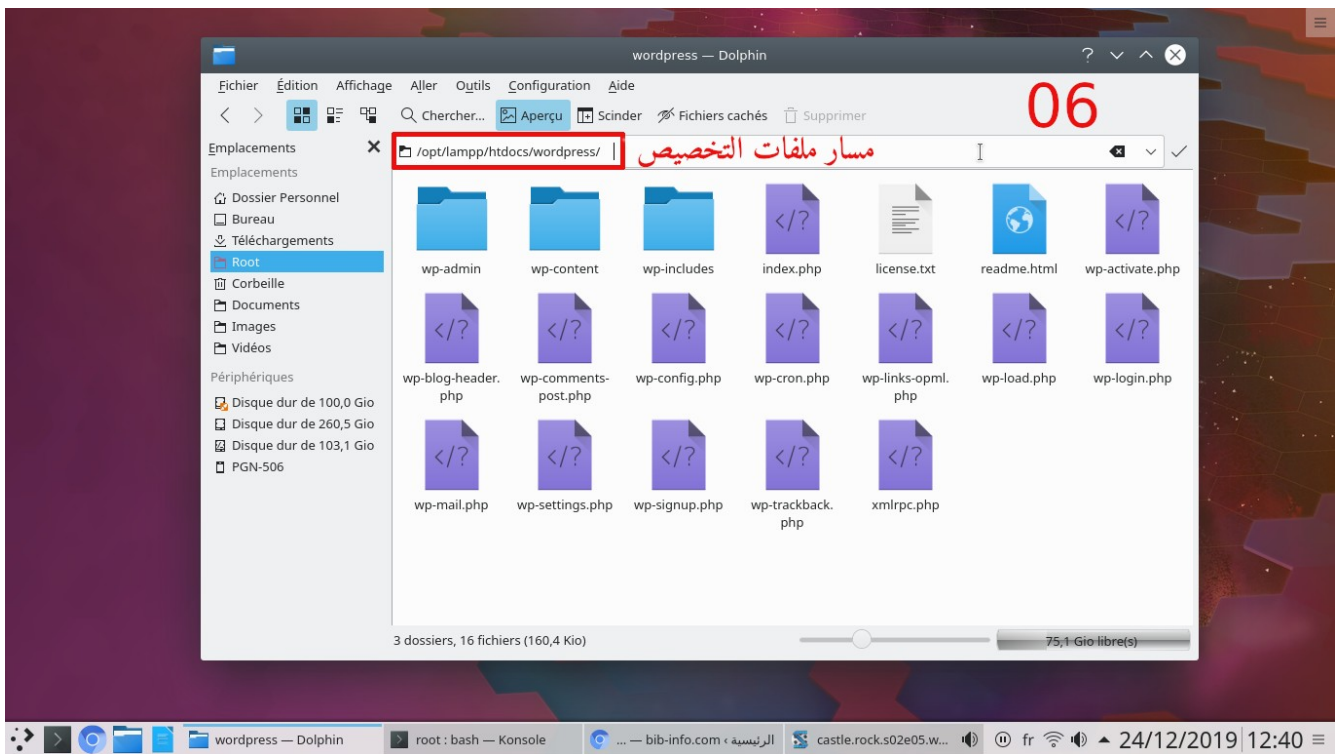 wordpress — Dolphin
Fichier Édition Affichage Aller Outils Configuration Aide
06
Chercher... Aperçu Scinder Fichiers cachés Supprimer
Emplacements
/opt/lampp/htdocs/wordpress/
مسار ملفات التخصيص
Emplacements
Dossier Personnel
Bureau
Téléchargements
Root
Corbeille
Documents
Images
Vidéos
Périphériques
Disque dur de 100,0 Gio
Disque dur de 260,5 Gio
Disque dur de 103,1 Gio
PGN-506
wp-admin wp-content wp-includes index.php license.txt readme.html wp-activate.php
wp-blog-header. wp-comments- wp-config.php wp-cron.php wp-links-opml. wp-load.php wp-login.php
php post.php php
wp-mail.php wp-settings.php wp-signup.php wp-trackback. xmlrpc.php
php
3 dossiers, 16 fichiers (160,4 Kio)
75,1 Gio libre(s)
wordpress — Dolphin root : bash — Konsole ... — bib-info.com › الرئيسية castle.rock.s02e05.w... fr 24/12/2019 12:40